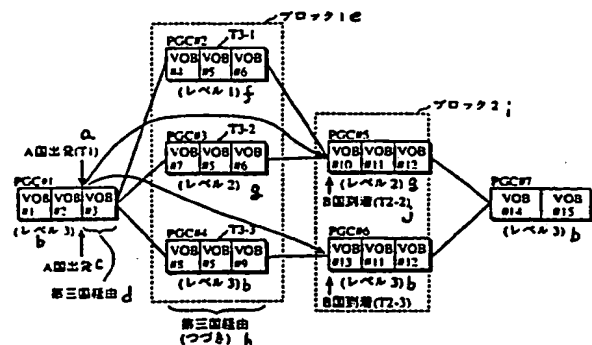 ブロック1 e
PGC#2
T3-1
VOB #4 VOB #5 VOB #6
(レベル1) f
ブロック2 i
a
A国出発(T1)
PGC#3
T3-2
VOB #7 VOB #5 VOB #6
(レベル2) g
PGC#5
VOB #10 VOB #11 VOB #12
(レベル2) g
B国到着(T2-2) j
PGC#1
VOB #1 VOB #2 VOB #3
(レベル3) b
PGC#7
VOB #14 VOB #15
(レベル3) b
A国出発 c
第三国経由 d
PGC#4
T3-3
VOB #8 VOB #5 VOB #9
(レベル3) b
PGC#6
VOB #13 VOB #11 VOB #12
(レベル3) b
B国到着(T2-3)
第三国経由
(つづき) h